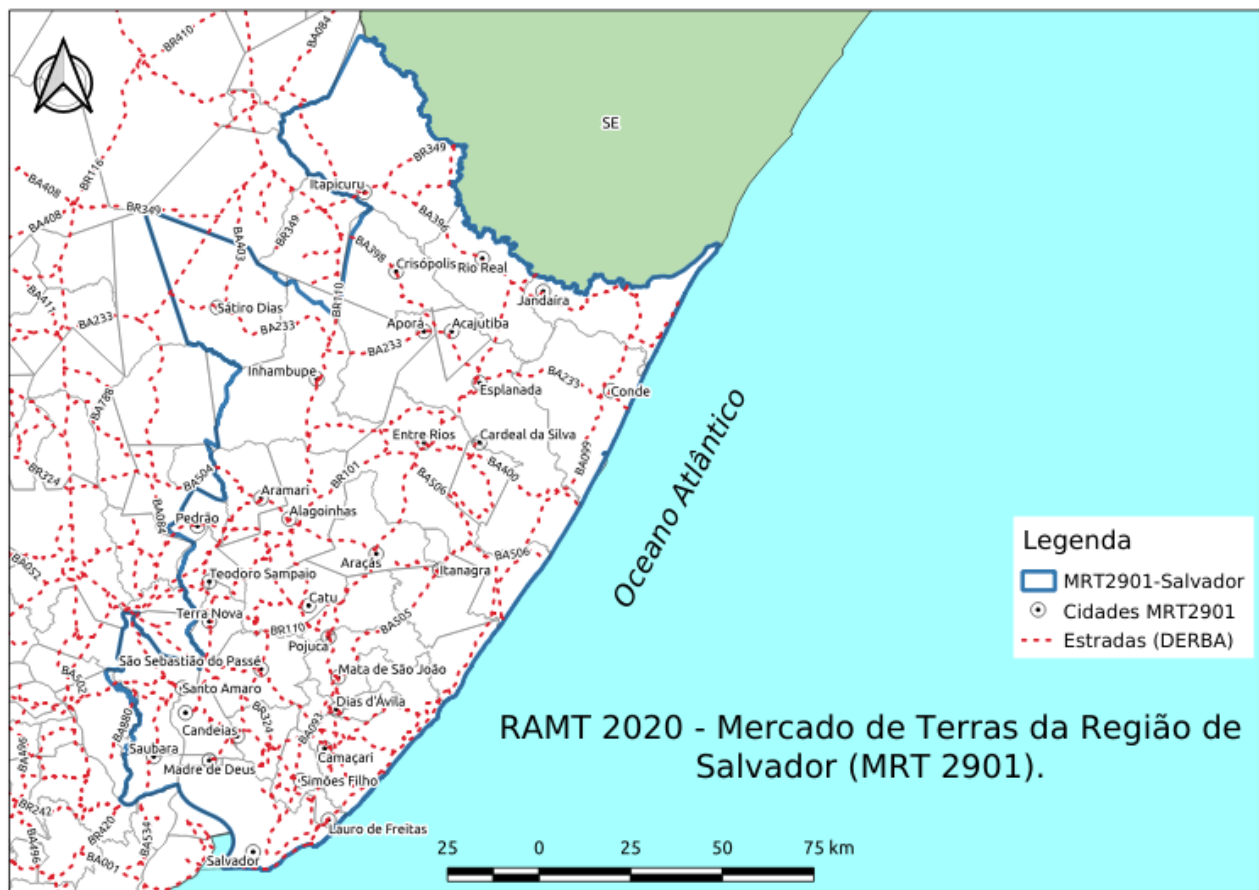 BR410
BA084
SE
BR116
BR349
BA408
Itapicuru
BA408
BR349
BA396
BR349
BA403
BA398
Crisópolis
Rio Real
BA411
BR110
Jandaíra
Sátiro Dias
BA233
BA233
Aporá
Acajutiba
BA233
Inhambupe
BA233
Esplanada
Conde
BA788
Oceano Atlântico
Entre Rios
Cardeal da Silva
BA099
BR324
BA504
BR101
BA400
BA506
Aramari
BA084
Pedrão
Alagoinhas
Legenda
BA052
Araçás
BA506
Itanagra
Teodoro Sampaio
MRT2901-Salvador
Catu
Cidades MRT2901
Terra Nova
BR110
BA505
Pojuca
Estradas (DERBA)
São Sebastião do Passé
Mata de São João
BA502
Santo Amaro
Dias d'Ávila
BA880
BR324
BA093
RAMT 2020 - Mercado de Terras da Região de
Salvador (MRT 2901).
Candeias
BA496
Saubara
Camaçari
Madre de Deus
Simões Filho
BR242
BR420
BA534
Lauro de Freitas
BA496
BA001
Salvador
25 0 25 50 75 km